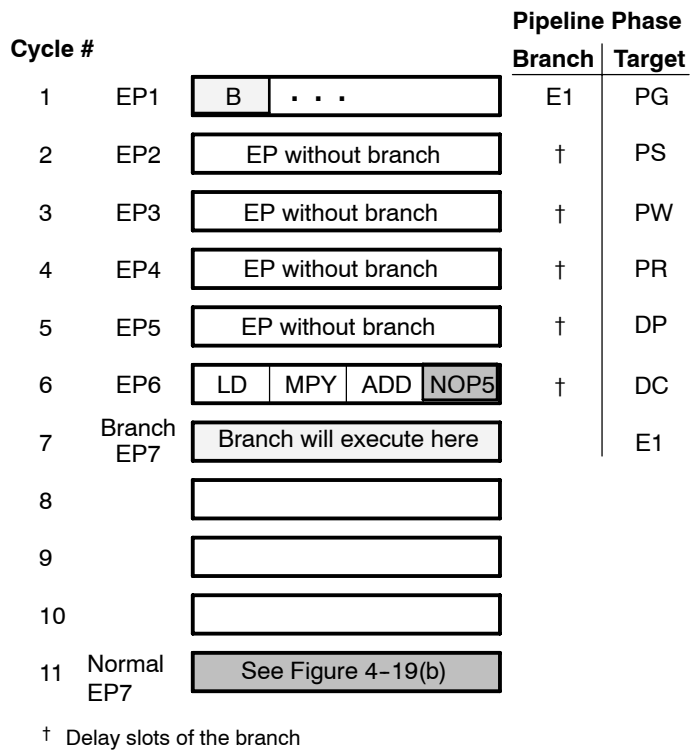 Pipeline Phase
Cycle #
Branch Target
1 EP1 B . . . E1 PG
2 EP2 EP without branch † PS
3 EP3 EP without branch † PW
4 EP4 EP without branch † PR
5 EP5 EP without branch † DP
6 EP6 LD MPY ADD NOP5 † DC
7 Branch EP7 Branch will execute here E1
8
9
10
11 Normal EP7 See Figure 4–19(b)
† Delay slots of the branch